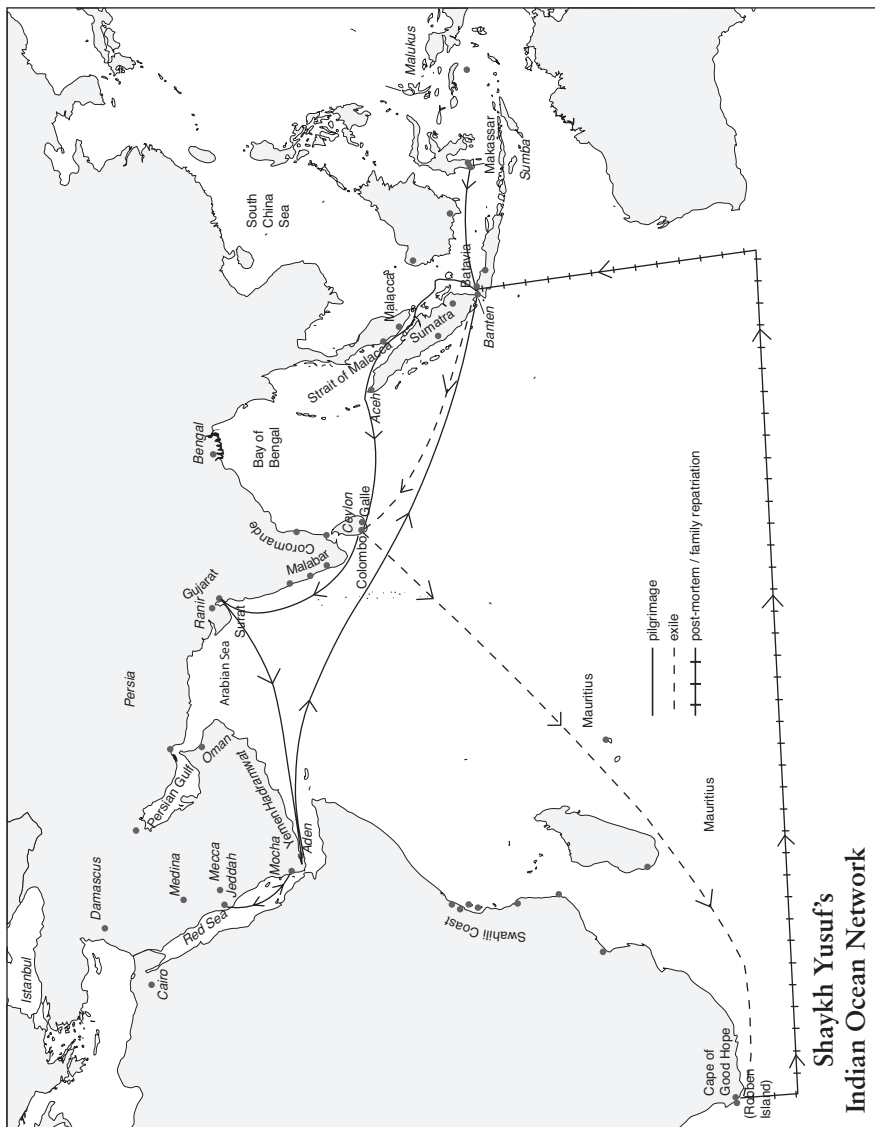 Istanbul
Damascus
Cairo
Medina
Mecca
Jeddah
Red Sea
Mocha
Aden
Yemen
Hadramwat
Oman
Persian Gulf
Persia
Arabian Sea
Ranir
Gujarat
Surat
Malabar
Coromande
Ceylon
Colombo
Galle
Bengal
Bay of
Bengal
Aceh
Strait of Malacca
Malacca
Sumatra
Banten
Batavia
South
China
Sea
Makassar
Sumba
Malukus
Swahili Coast
Mauritius
Mauritius
Cape of
Good Hope
(Robben
Island)
pilgrimage
exile
post-mortem / family repatriation
Shaykh Yusuf's
Indian Ocean Network